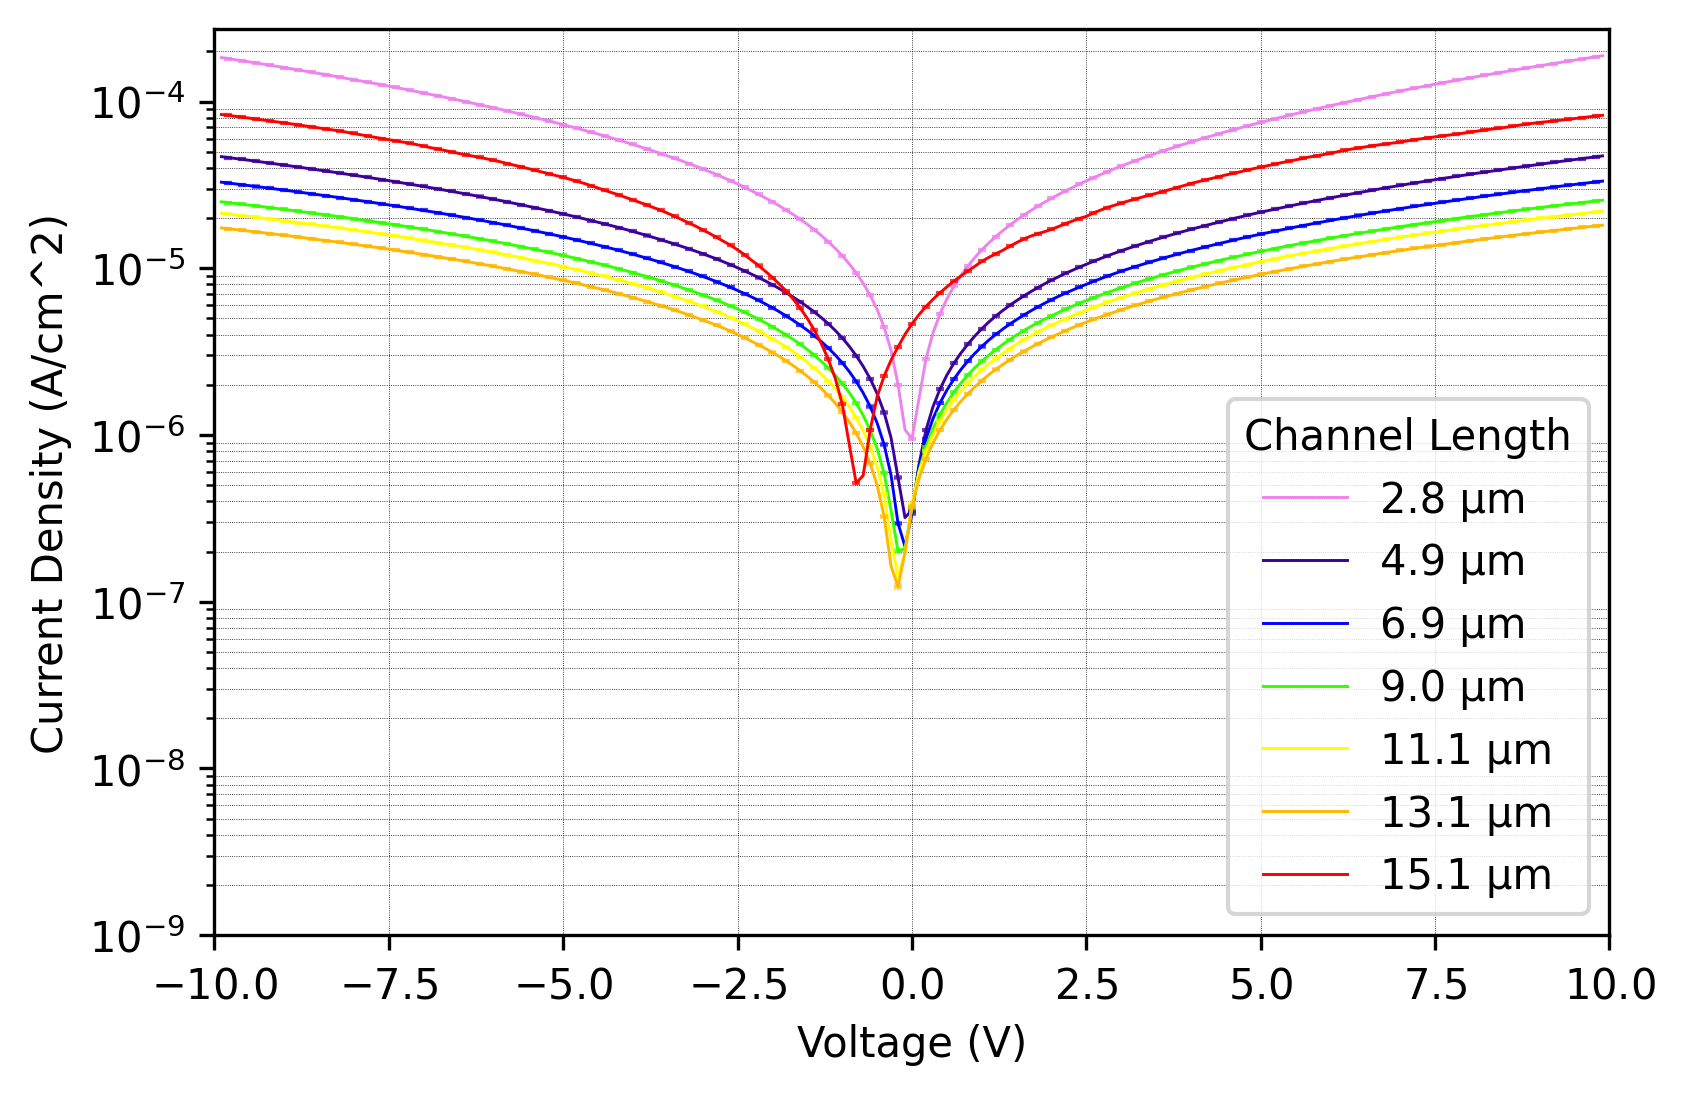 10⁻⁴
10⁻⁵
10⁻⁶
10⁻⁷
10⁻⁸
10⁻⁹
Current Density (A/cm^2)
Channel Length
2.8 µm
4.9 µm
6.9 µm
9.0 µm
11.1 µm
13.1 µm
15.1 µm
−10.0 −7.5 −5.0 −2.5 0.0 2.5 5.0 7.5 10.0
Voltage (V)